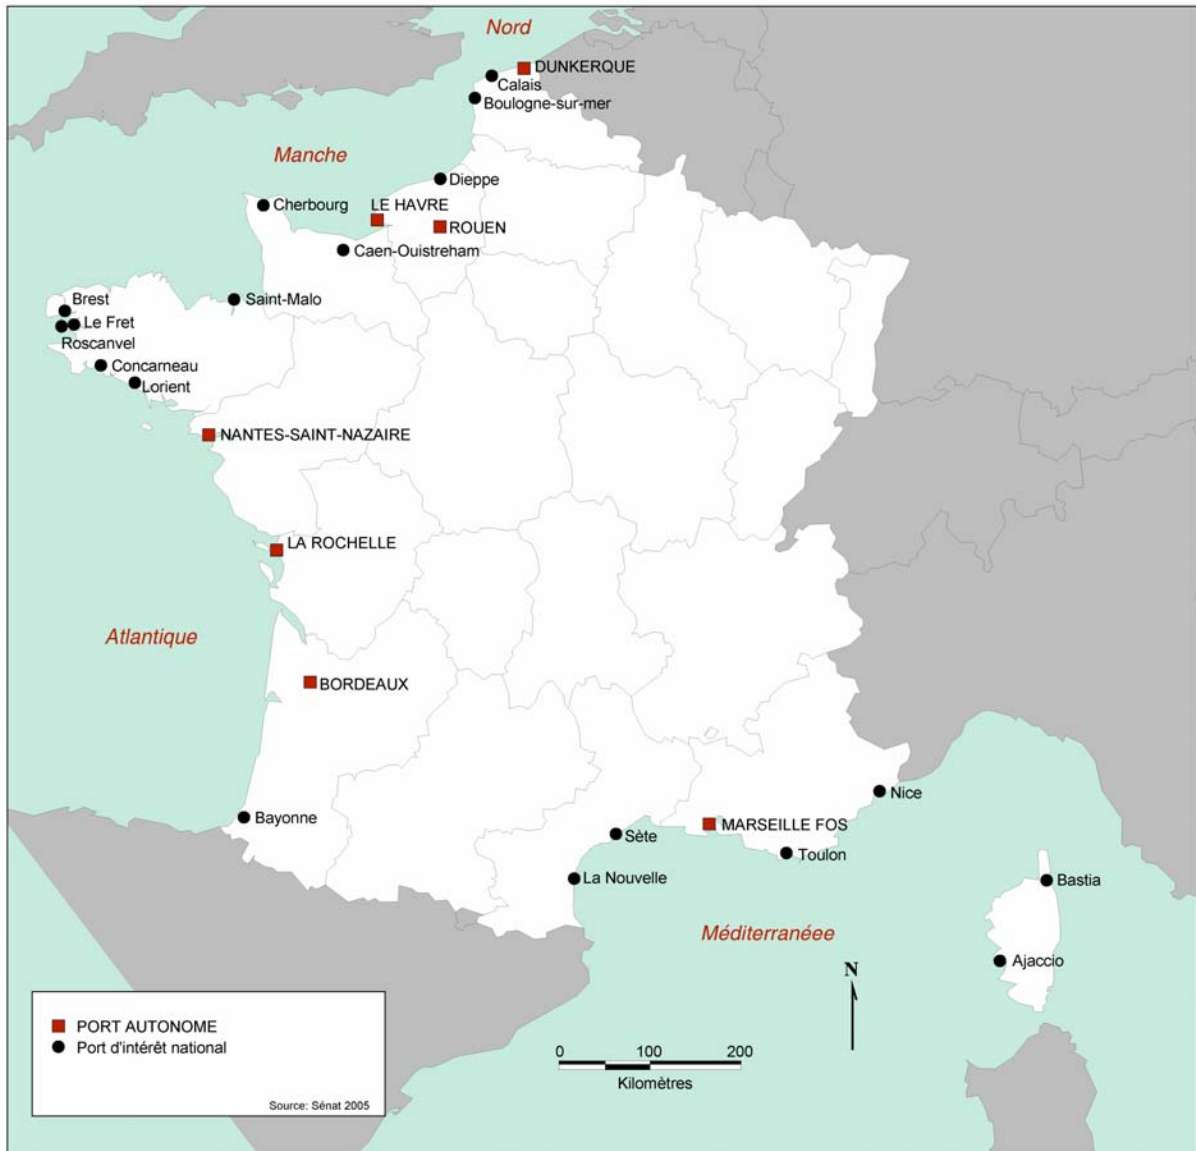 Nord
DUNKERQUE
Calais
Boulogne-sur-mer
Manche
Dieppe
Cherbourg
LE HAVRE
ROUEN
Caen-Ouistreham
Brest
Saint-Malo
Le Fret
Roscanvel
Concarneau
Lorient
NANTES-SAINT-NAZAIRE
LA ROCHELLE
Atlantique
BORDEAUX
Nice
Bayonne
MARSEILLE FOS
Sète
Toulon
La Nouvelle
Bastia
Méditerranéee
Ajaccio
N
PORT AUTONOME
Port d'intérêt national
Source: Sénat 2005
0 100 200
Kilomètres